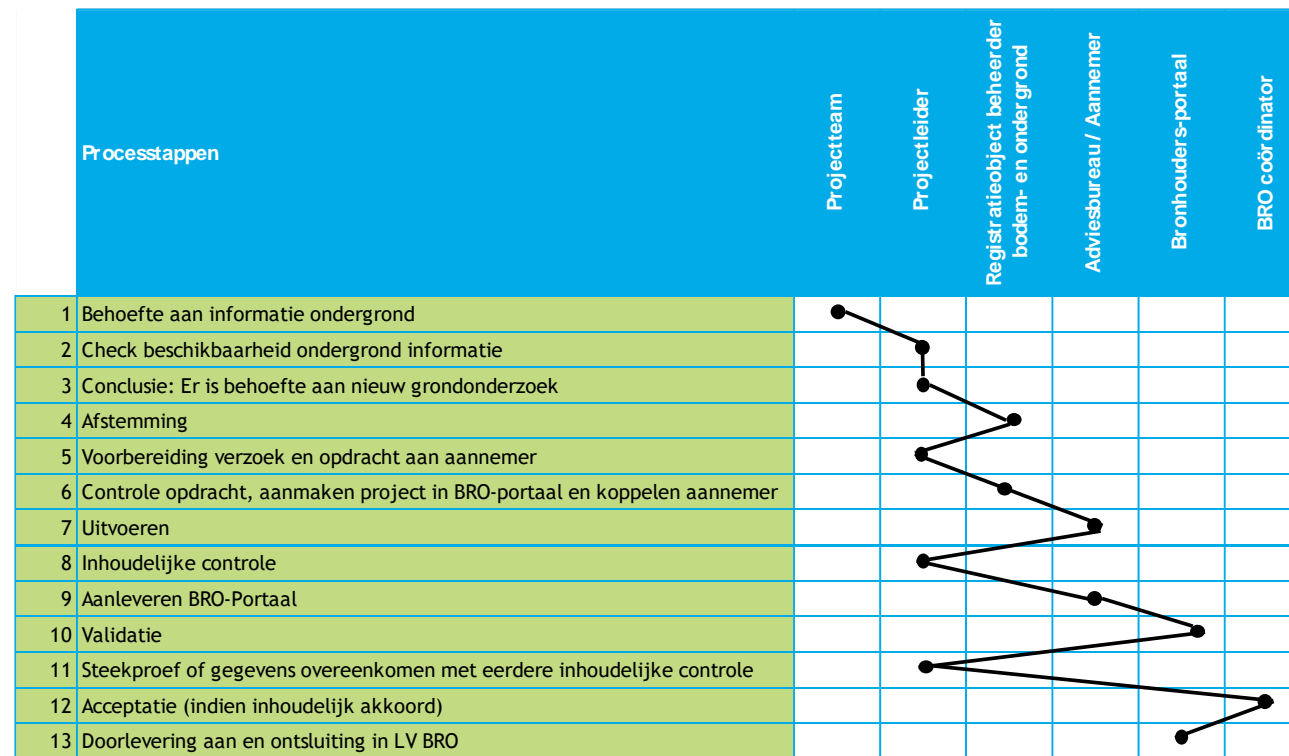 Processtappen
Projectteam
Projectleider
Registratieobject beheerder
bodem- en ondergrond
Adviesbureau / Aannemer
Bronhouders-portaal
BRO coördinator
1 Behoefte aan informatie ondergrond
2 Check beschikbaarheid ondergrond informatie
3 Conclusie: Er is behoefte aan nieuw grondonderzoek
4 Afstemming
5 Voorbereiding verzoek en opdracht aan aannemer
6 Controle opdracht, aanmaken project in BRO-portaal en koppelen aannemer
7 Uitvoeren
8 Inhoudelijke controle
9 Aanleveren BRO-Portaal
10 Validatie
11 Steekproef of gegevens overeenkomen met eerdere inhoudelijke controle
12 Acceptatie (indien inhoudelijk akkoord)
13 Doorlevering aan en ontsluiting in LV BRO